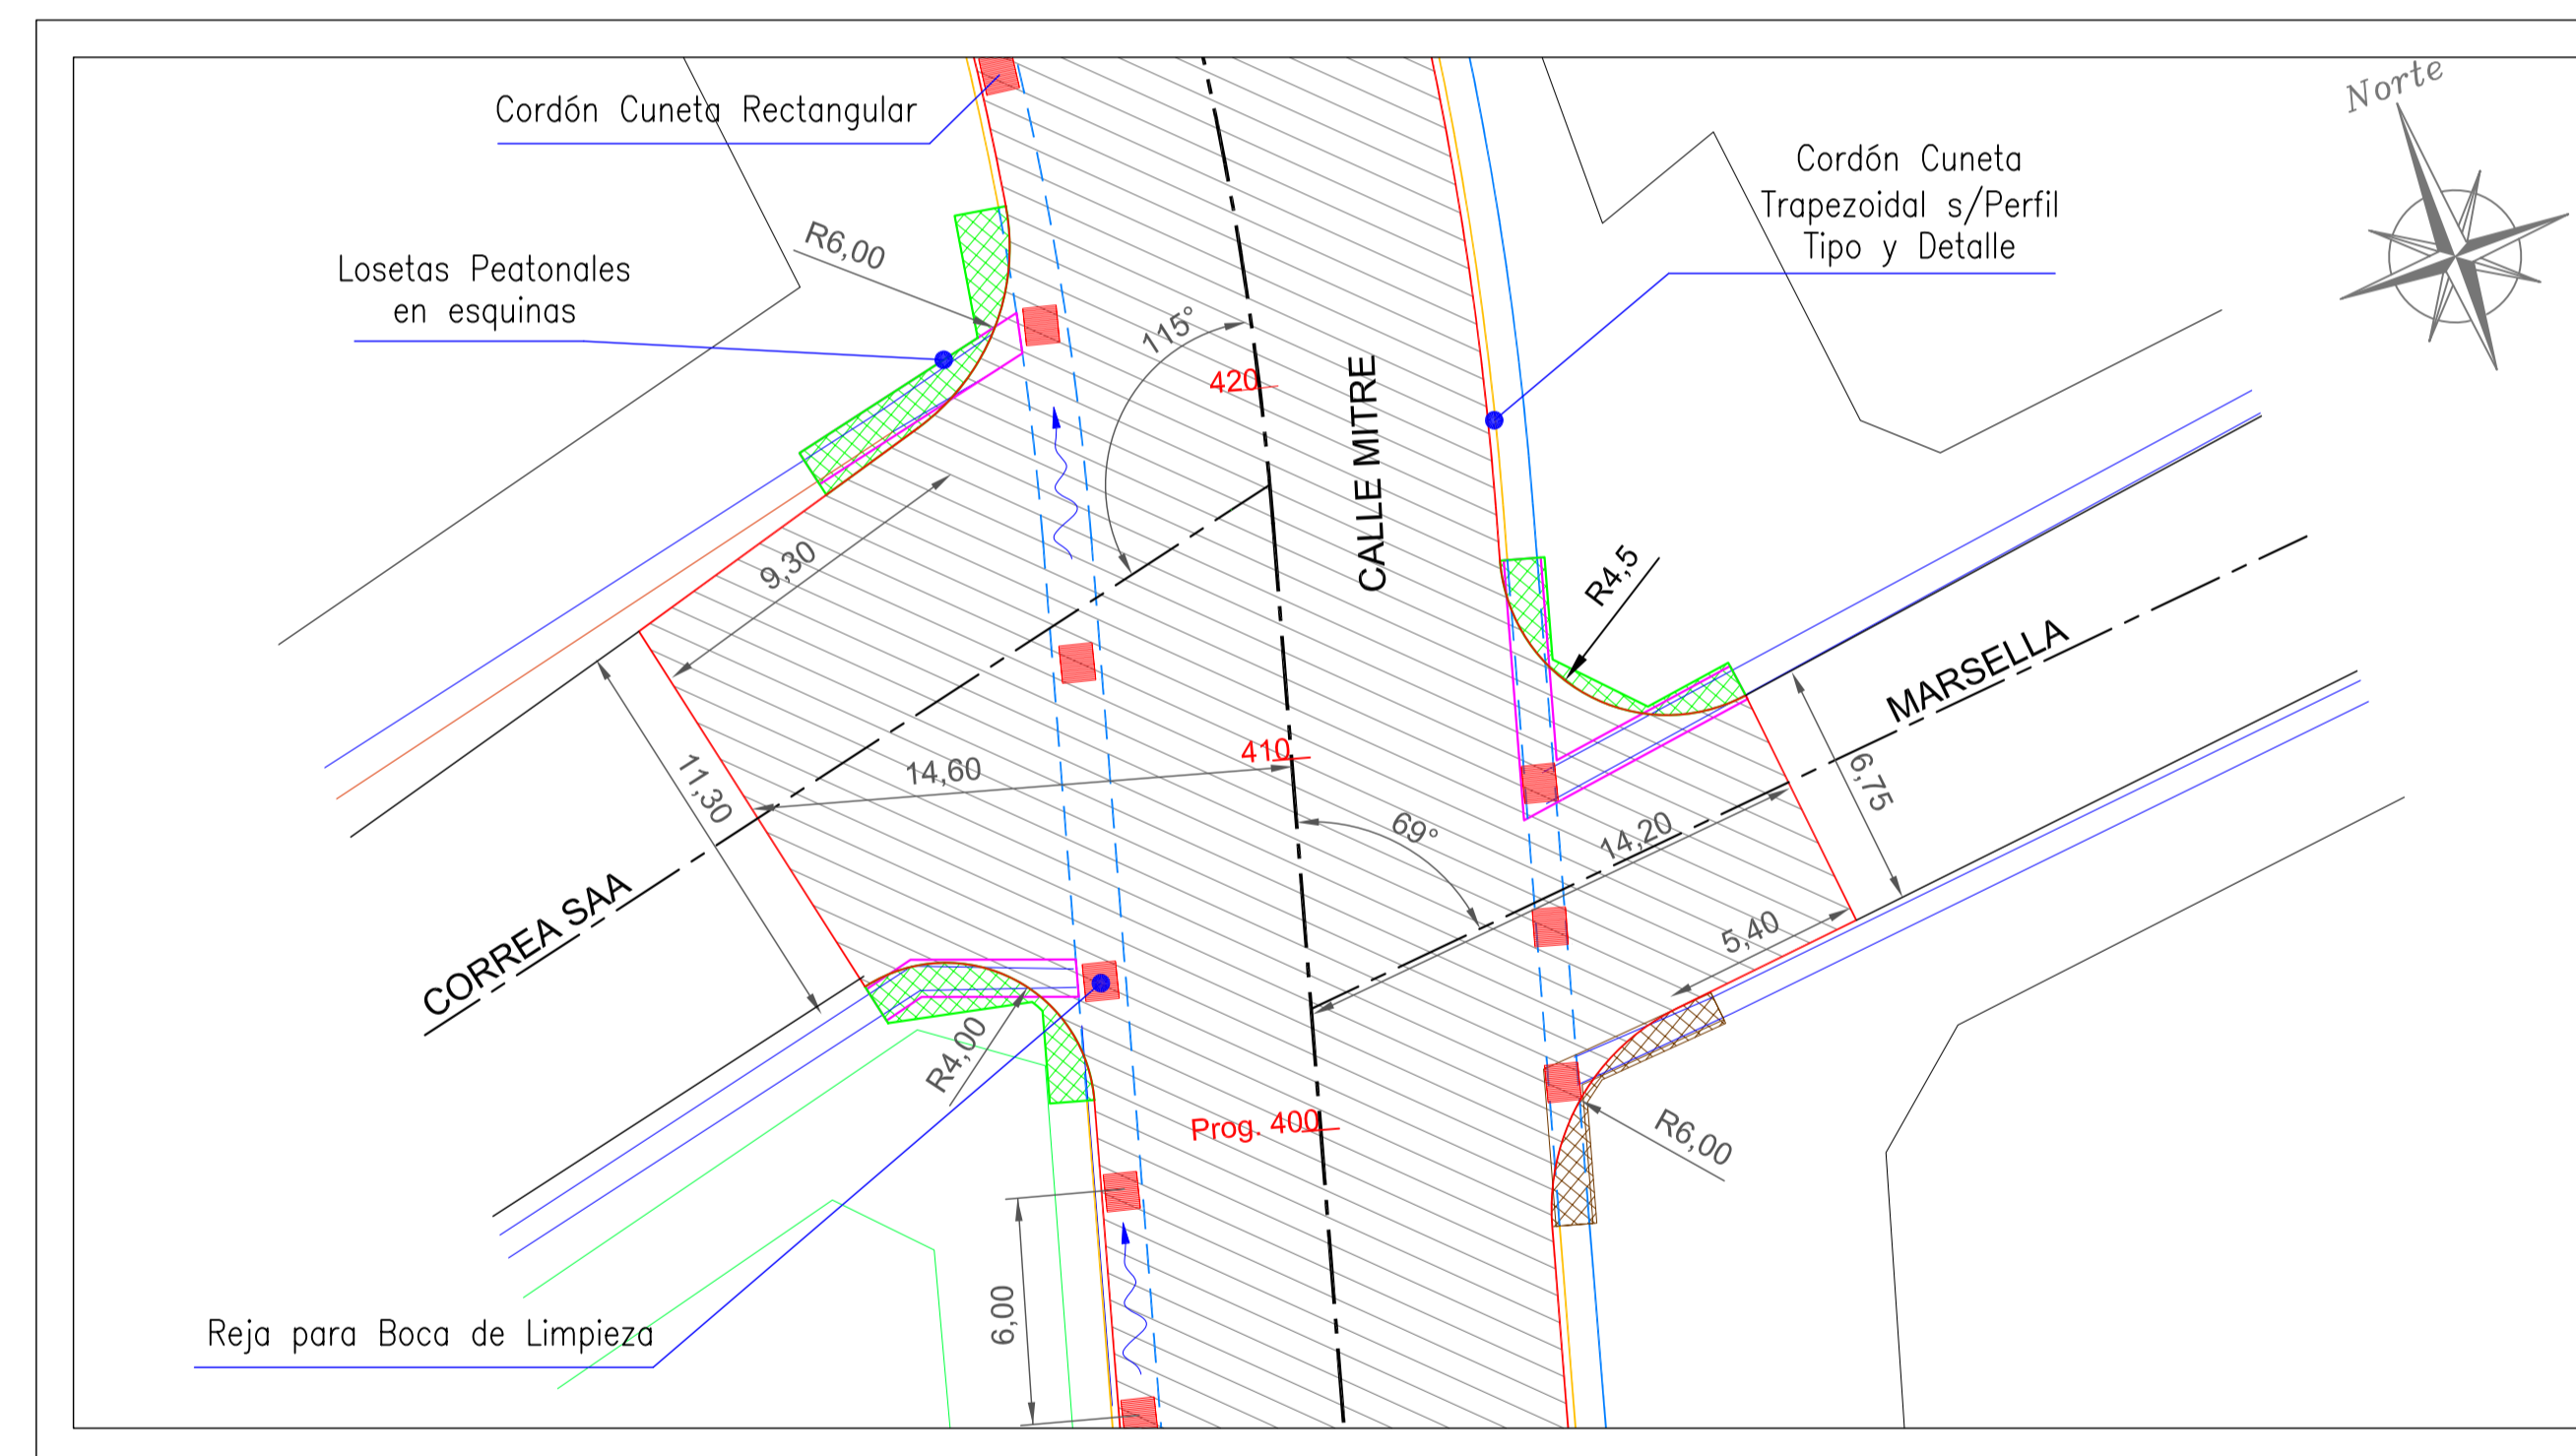 Norte
Cordón Cuneta Rectangular
Cordón Cuneta
Trapezoidal s/Perfil
Tipo y Detalle
R6,00
Losetas Peatonales
en esquinas
115°
420
CALLE MITRE
R4,5
9,30
MARSELLA
11,30
14,60
410
6,75
69°
14,20
CORREA SAA
5,40
R4,00
Prog. 400
R6,00
6,00
Reja para Boca de Limpieza